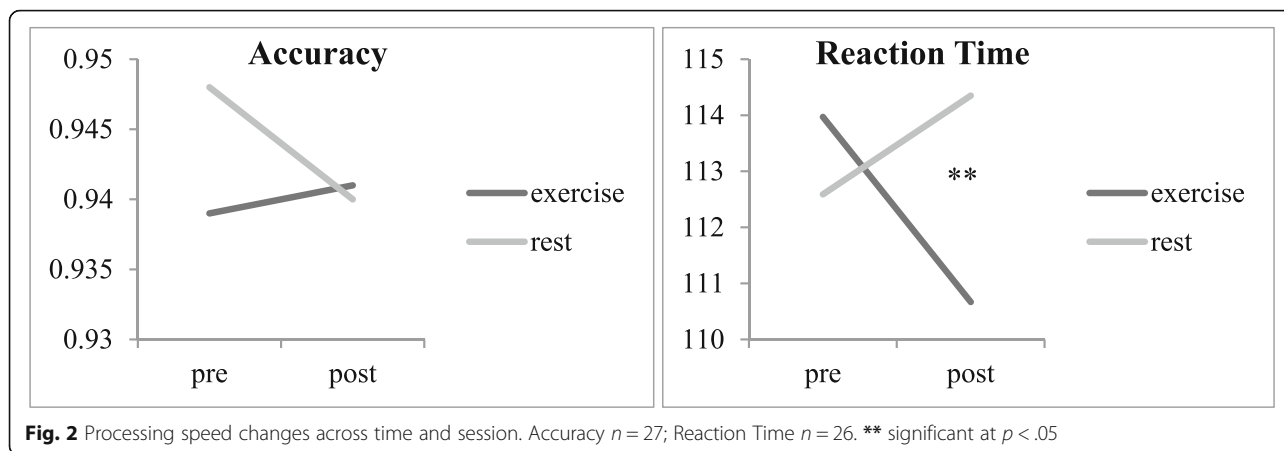 Accuracy
0.95
0.945
0.94
0.935
0.93
pre post
exercise
rest
Reaction Time
115
114
113
112
111
110
pre post
**
exercise
rest
Fig. 2 Processing speed changes across time and session. Accuracy n = 27; Reaction Time n = 26. ** significant at p < .05